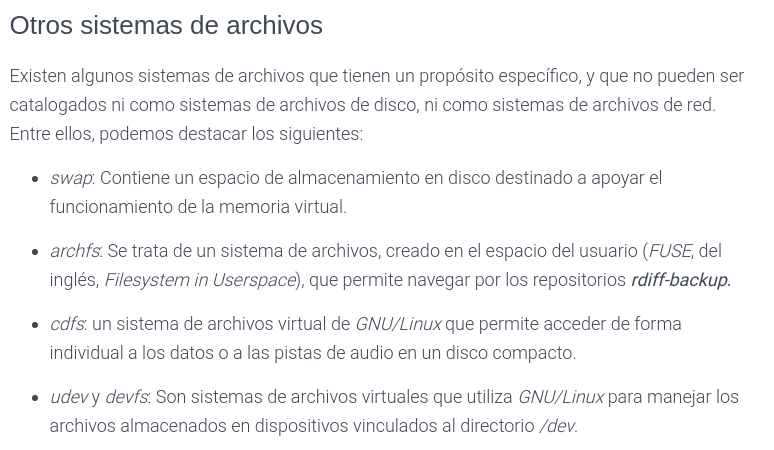 Otros sistemas de archivos
Existen algunos sistemas de archivos que tienen un propósito específico, y que no pueden ser
catalogados ni como sistemas de archivos de disco, ni como sistemas de archivos de red.
Entre ellos, podemos destacar los siguientes:
• swap: Contiene un espacio de almacenamiento en disco destinado a apoyar el
funcionamiento de la memoria virtual.
• archfs: Se trata de un sistema de archivos, creado en el espacio del usuario (FUSE, del
inglés, Filesystem in Userspace), que permite navegar por los repositorios rdiff-backup.
• cdfs: un sistema de archivos virtual de GNU/Linux que permite acceder de forma
individual a los datos o a las pistas de audio en un disco compacto.
• udev y devfs: Son sistemas de archivos virtuales que utiliza GNU/Linux para manejar los
archivos almacenados en dispositivos vinculados al directorio /dev.